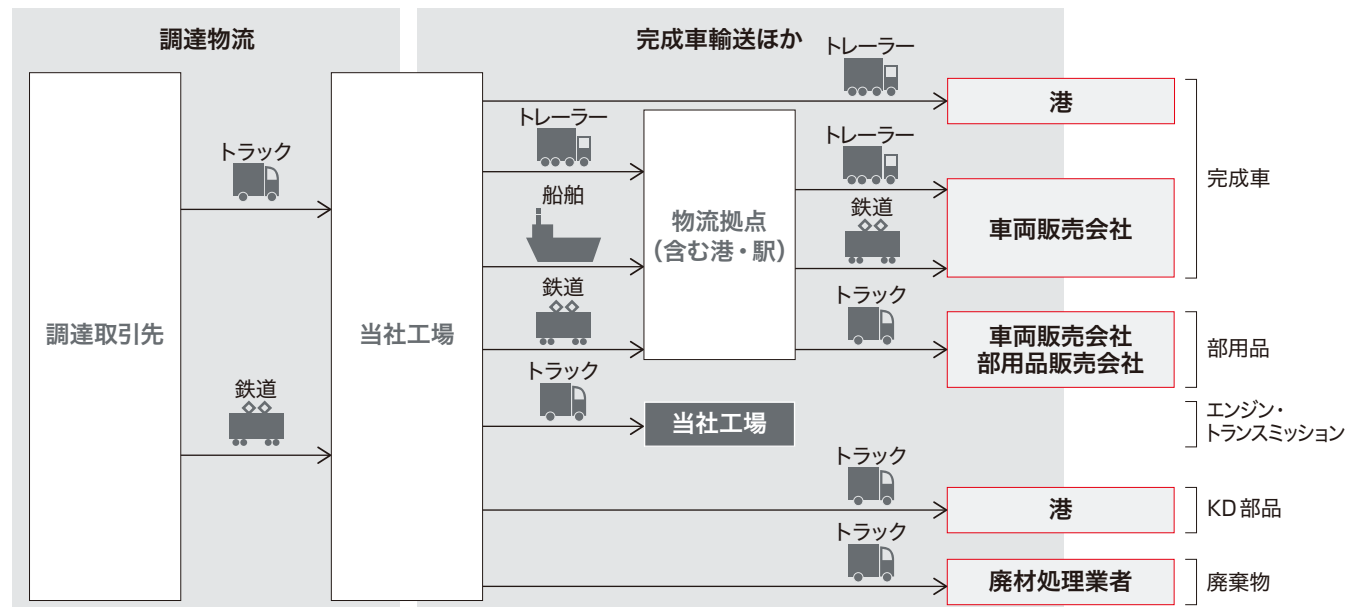 調達物流
完成車輸送ほか
調達取引先
トラック
鉄道
当社工場
トレーラー
港
トレーラー
船舶
鉄道
物流拠点
(含む港・駅)
トレーラー
鉄道
車両販売会社
完成車
トラック
車両販売会社
部用品販売会社
部用品
トラック
当社工場
エンジン・
トランスミッション
トラック
港
KD部品
トラック
廃材処理業者
廃棄物